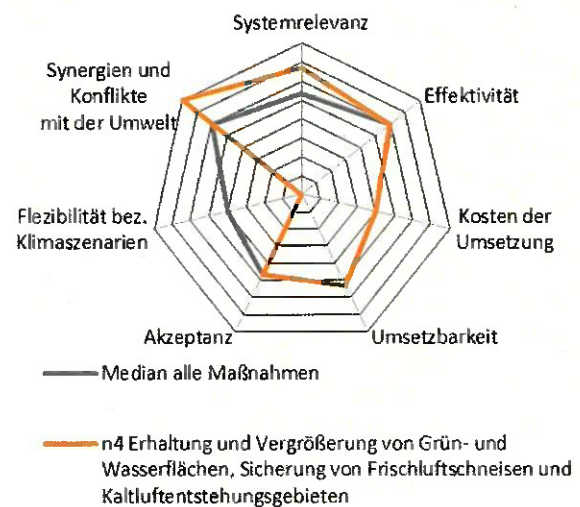 Systemrelevanz
Synergien und
Konflikte
mit der Umwelt
Effektivität
Flezibilität bez.
Klimaszenarien
Kosten der
Umsetzung
Akzeptanz
Umsetzbarkeit
Median alle Maßnahmen
n4 Erhaltung und Vergrößerung von Grün- und
Wasserflächen, Sicherung von Frischluftschneisen und
Kaltluftentstehungsgebieten